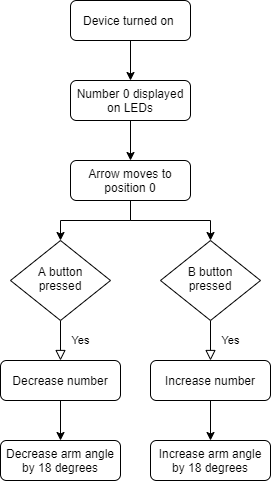 Device turned on
Number 0 displayed
on LEDs
Arrow moves to
position 0
A button
pressed
B button
pressed
Yes
Yes
Decrease number
Increase number
Decrease arm angle
by 18 degrees
Increase arm angle
by 18 degrees